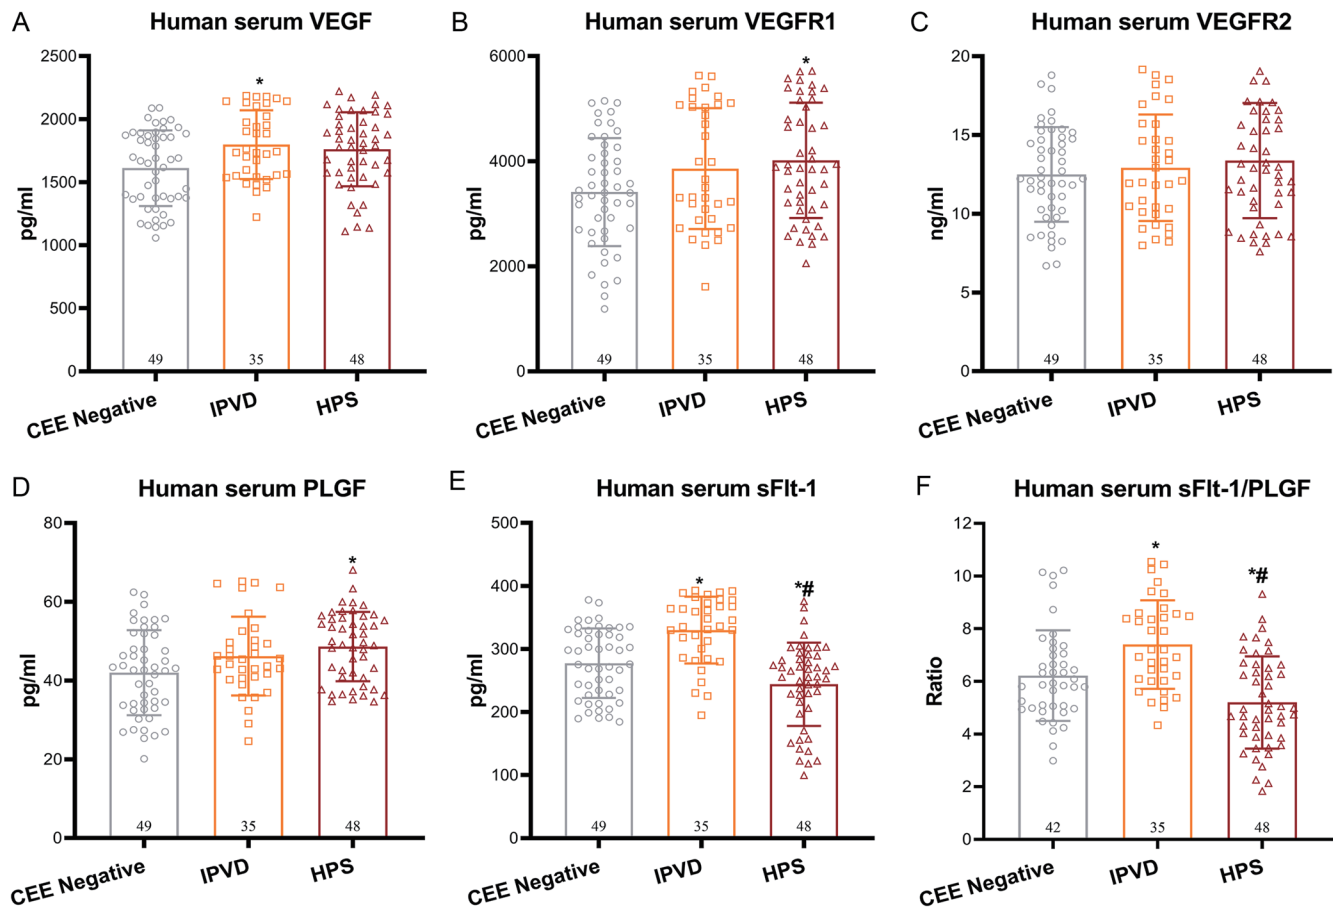 A
Human serum VEGF
2500
2000
1500
1000
500
0
pg/ml
*
49
35
48
CEE Negative
IPVD
HPS
B
Human serum VEGFR1
6000
4000
2000
0
pg/ml
*
49
35
48
CEE Negative
IPVD
HPS
C
Human serum VEGFR2
20
15
10
5
0
ng/ml
49
35
48
CEE Negative
IPVD
HPS
D
Human serum PLGF
80
60
40
20
0
pg/ml
*
49
35
48
CEE Negative
IPVD
HPS
E
Human serum sFlt-1
500
400
300
200
100
0
pg/ml
*
*#
49
35
48
CEE Negative
IPVD
HPS
F
Human serum sFlt-1/PLGF
12
10
8
6
4
2
0
Ratio
*
*#
42
35
48
CEE Negative
IPVD
HPS